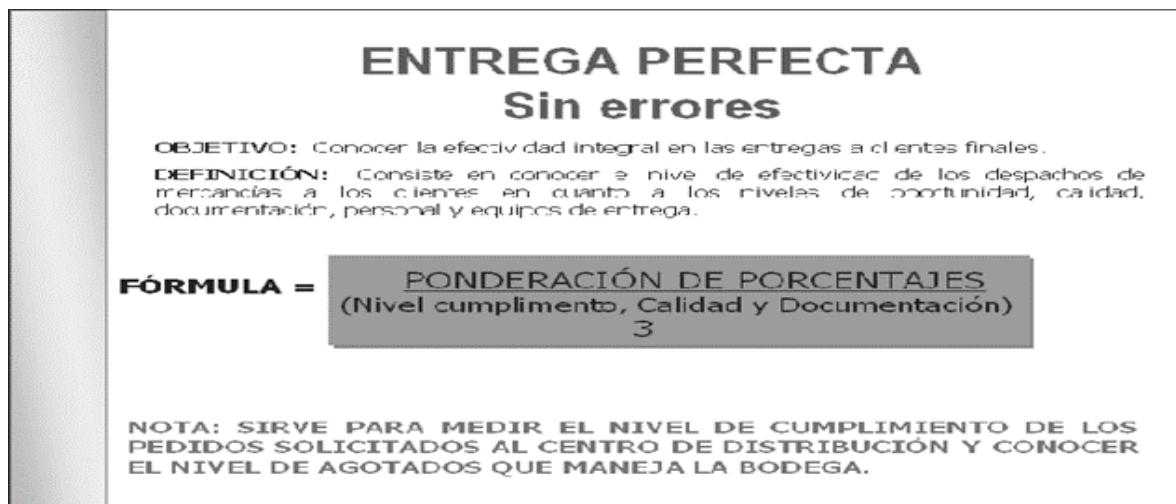 ENTREGA PERFECTA
Sin errores
OBJETIVO: Conocer la efectividad integral en las entregas a clientes finales.
DEFINICIÓN: Consiste en conocer e nivel de efectividad de los despachos de
mercancías a los clientes en cuanto a los niveles de oportunidad, calidad,
documentación, personal y equipos de entrega.
FÓRMULA =
PONDERACIÓN DE PORCENTAJES
(Nivel cumplimento, Calidad y Documentación)
3
NOTA: SIRVE PARA MEDIR EL NIVEL DE CUMPLIMIENTO DE LOS
PEDIDOS SOLICITADOS AL CENTRO DE DISTRIBUCIÓN Y CONOCER
EL NIVEL DE AGOTADOS QUE MANEJA LA BODEGA.